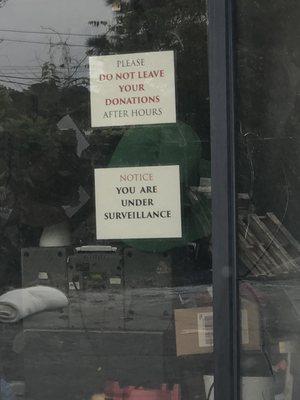 PLEASE
DO NOT LEAVE
YOUR
DONATIONS
AFTER HOURS
NOTICE
YOU ARE
UNDER
SURVEILLANCE